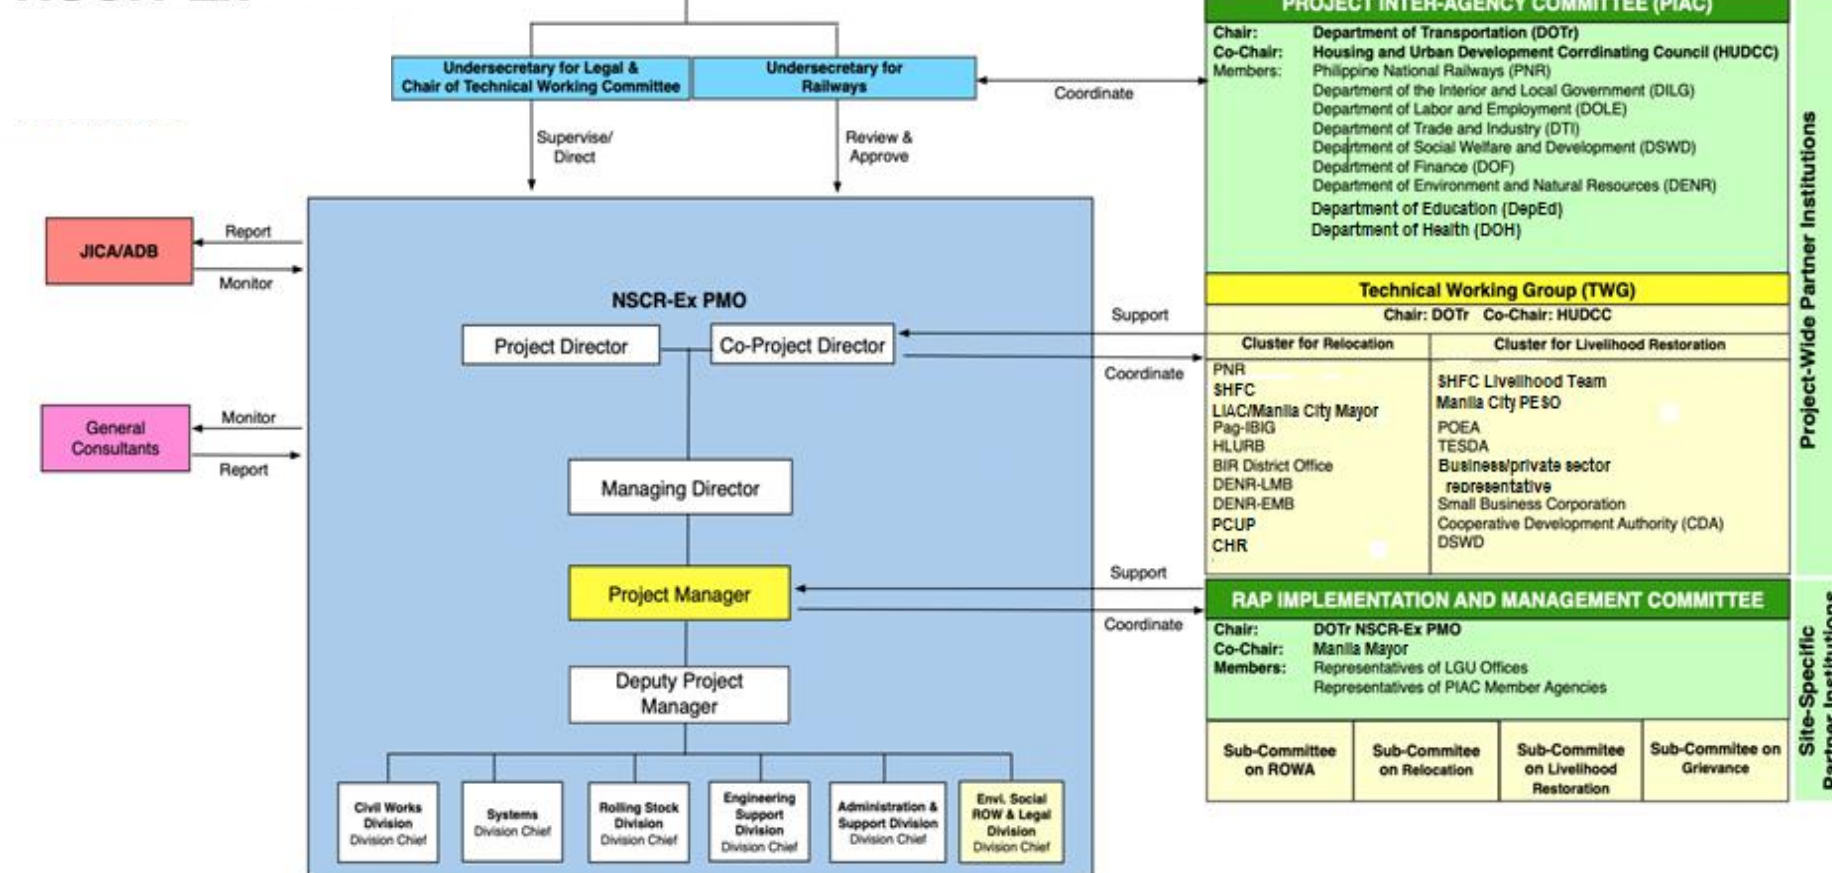 PROJECT INTER-AGENCY COMMITTEE (PIAC)
Chair: Department of Transportation (DOTr)
Co-Chair: Housing and Urban Development Corrdinating Council (HUDCC)
Members: Philippine National Railways (PNR)
Department of the Interior and Local Government (DILG)
Department of Labor and Employment (DOLE)
Department of Trade and Industry (DTI)
Department of Social Welfare and Development (DSWD)
Department of Finance (DOF)
Department of Environment and Natural Resources (DENR)
Department of Education (DepEd)
Department of Health (DOH)
Undersecretary for Legal &
Chair of Technical Working Committee
Undersecretary for
Railways
Coordinate
Supervise/
Direct
Review &
Approve
JICA/ADB
Report
Monitor
General
Consultants
Monitor
Report
NSCR-Ex PMO
Project Director
Co-Project Director
Managing Director
Project Manager
Deputy Project
Manager
Civil Works
Division
Division Chief
Systems
Division Chief
Rolling Stock
Division
Division Chief
Engineering
Support
Division
Division Chief
Administration &
Support Division
Division Chief
Envi. Social
ROW & Legal
Division
Division Chief
Support
Coordinate
Support
Coordinate
Technical Working Group (TWG)
Chair: DOTr Co-Chair: HUDCC
Cluster for Relocation
PNR
SHFC
LIAC/Manila City Mayor
Pag-IBIG
HLURB
BIR District Office
DENR-LMB
DENR-EMB
PCUP
CHR
Cluster for Livelihood Restoration
SHFC Livelihood Team
Manila City PESO
POEA
TESDA
Business/private sector
representative
Small Business Corporation
Cooperative Development Authority (CDA)
DSWD
RAP IMPLEMENTATION AND MANAGEMENT COMMITTEE
Chair: DOTr NSCR-Ex PMO
Co-Chair: Manila Mayor
Members: Representatives of LGU Offices
Representatives of PIAC Member Agencies
Sub-Committee
on ROWA
Sub-Commitee
on Relocation
Sub-Commitee
on Livelihood
Restoration
Sub-Commitee on
Grievance
Project-Wide Partner Institutions
Site-Specific
Partner Institutions